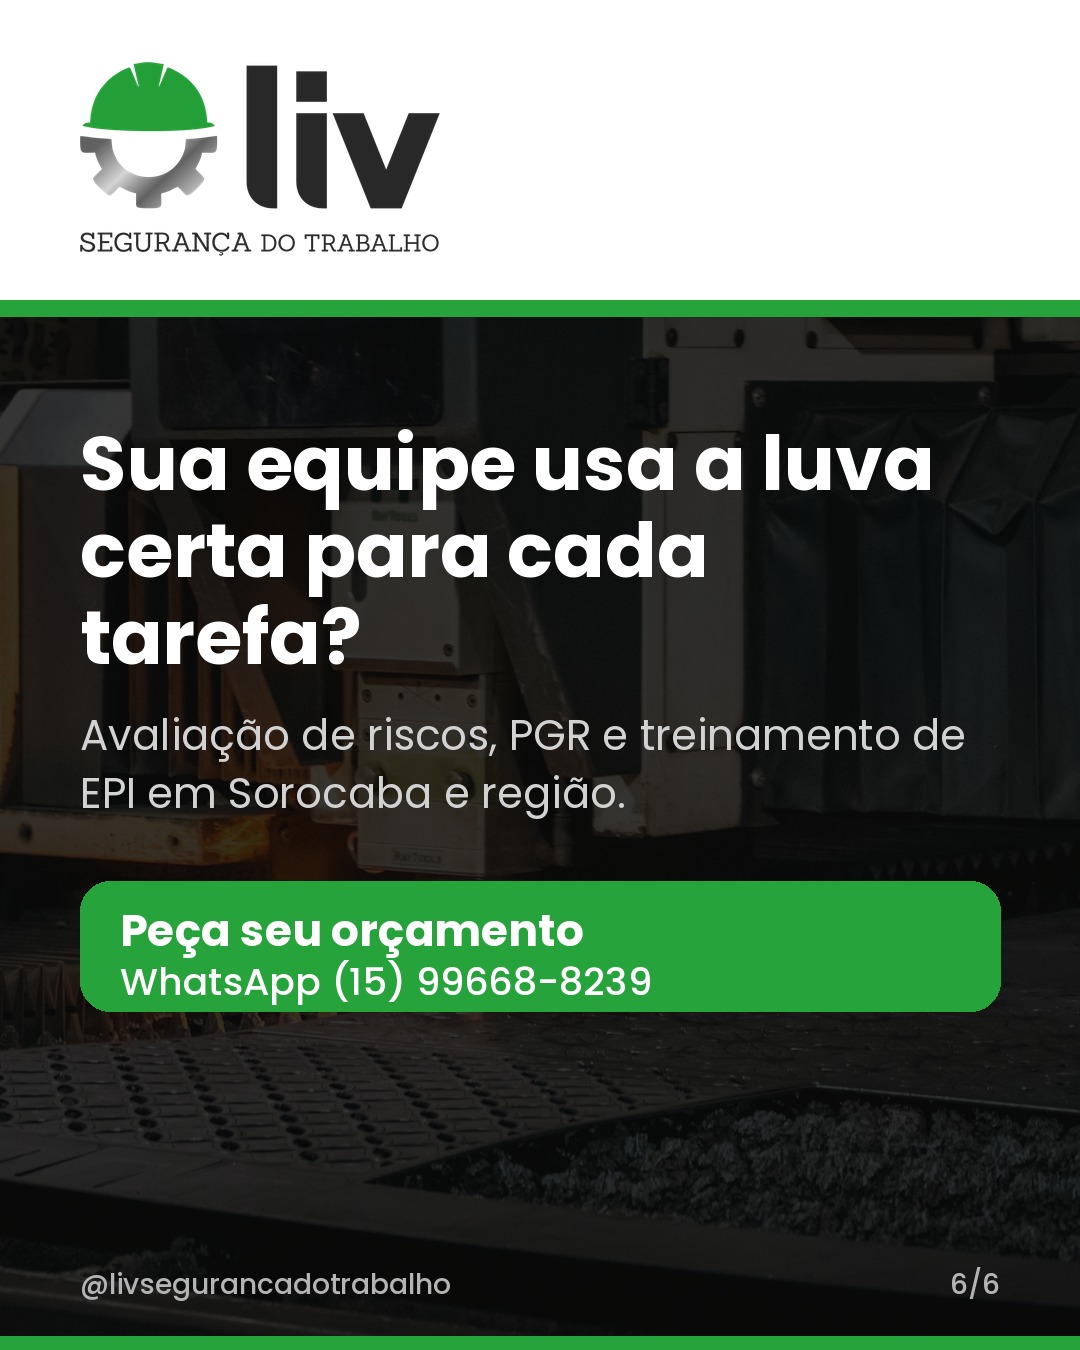 liv
SEGURANÇA DO TRABALHO
Sua equipe usa a luva
certa para cada
tarefa?
Avaliação de riscos, PGR e treinamento de
EPI em Sorocaba e região.
Peça seu orçamento
WhatsApp (15) 99668-8239
@livsegurancadotrabalho
6/6